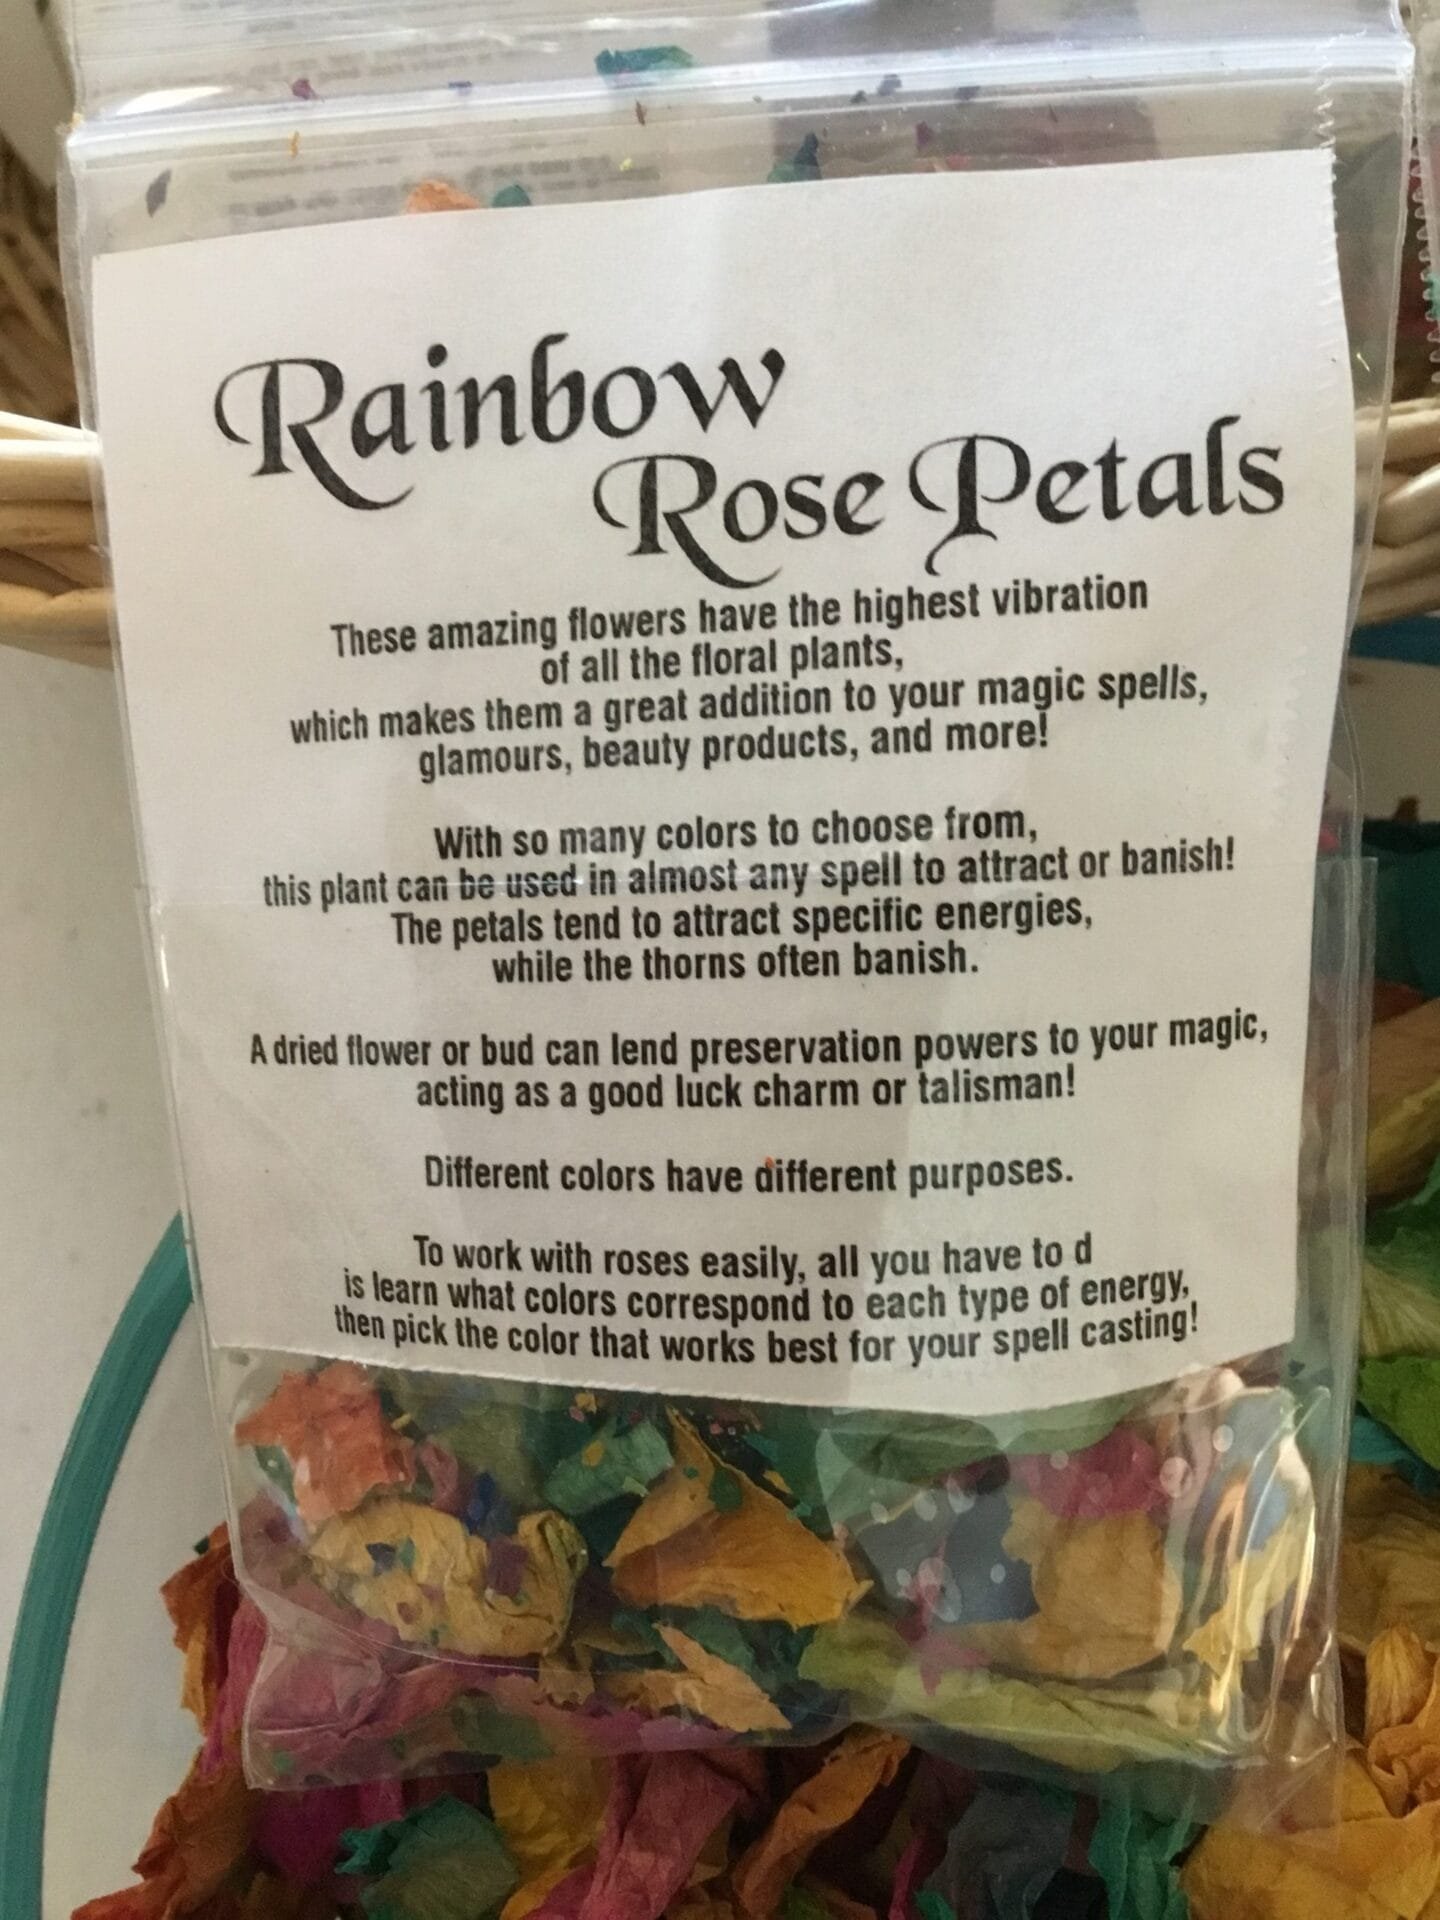 Rainbow
Rose Petals
These amazing flowers have the highest vibration
of all the floral plants,
which makes them a great addition to your magic spells,
glamours, beauty products, and more!
With so many colors to choose from,
this plant can be used in almost any spell to attract or banish!
The petals tend to attract specific energies,
while the thorns often banish.
A dried flower or bud can lend preservation powers to your magic,
acting as a good luck charm or talisman!
Different colors have different purposes.
To work with roses easily, all you have to d
is learn what colors correspond to each type of energy,
then pick the color that works best for your spell casting!